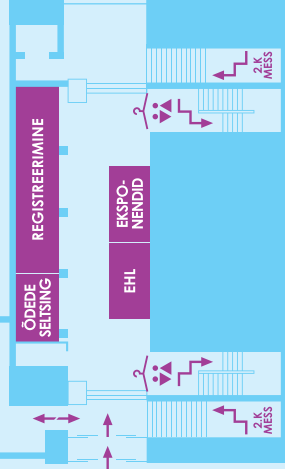 2.K
MESS
REGISTREERIMINE
EKSPO-
NENDID
ÕDEDE
SELTSING
EHL
2.K
MESS